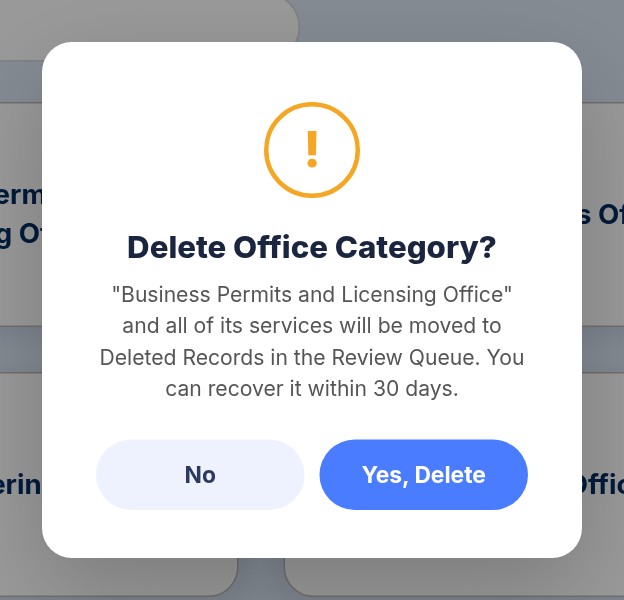 !
Delete Office Category?
"Business Permits and Licensing Office"
and all of its services will be moved to
Deleted Records in the Review Queue. You
can recover it within 30 days.
No
Yes, Delete